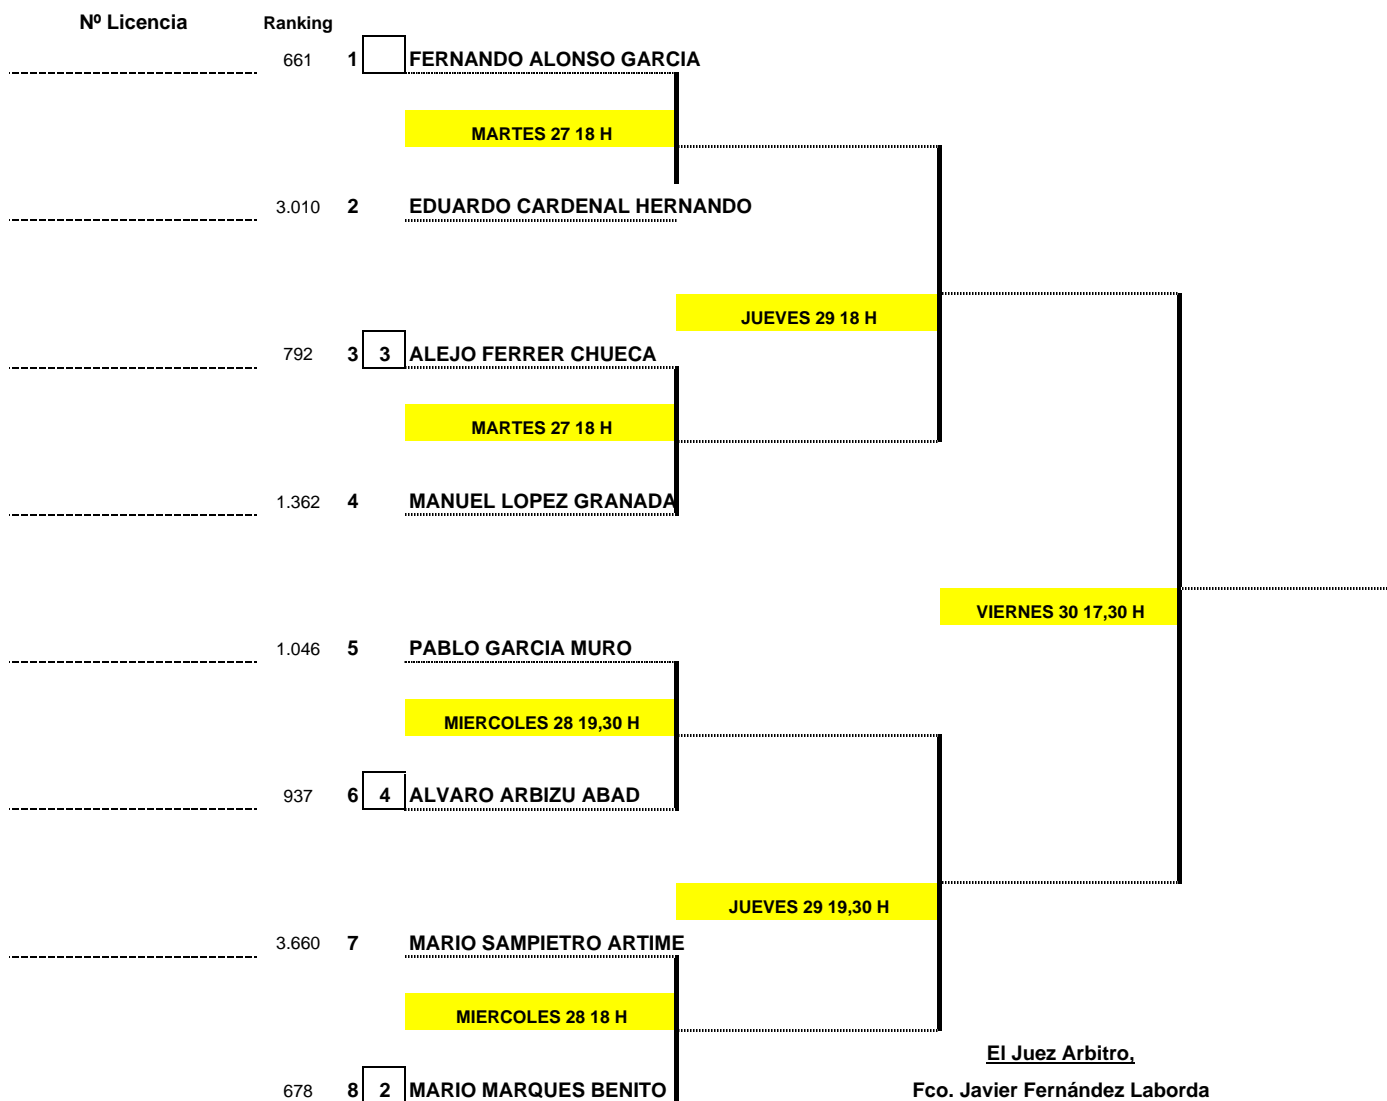 Nº Licencia Ranking
661 1 FERNANDO ALONSO GARCIA
MARTES 27 18 H
3.010 2 EDUARDO CARDENAL HERNANDO
JUEVES 29 18 H
792 3 3 ALEJO FERRER CHUECA
MARTES 27 18 H
1.362 4 MANUEL LOPEZ GRANADA
VIERNES 30 17,30 H
1.046 5 PABLO GARCIA MURO
MIERCOLES 28 19,30 H
937 6 4 ALVARO ARBIZU ABAD
JUEVES 29 19,30 H
3.660 7 MARIO SAMPIETRO ARTIME
MIERCOLES 28 18 H
El Juez Arbitro,
678 8 2 MARIO MARQUES BENITO Fco. Javier Fernández Laborda